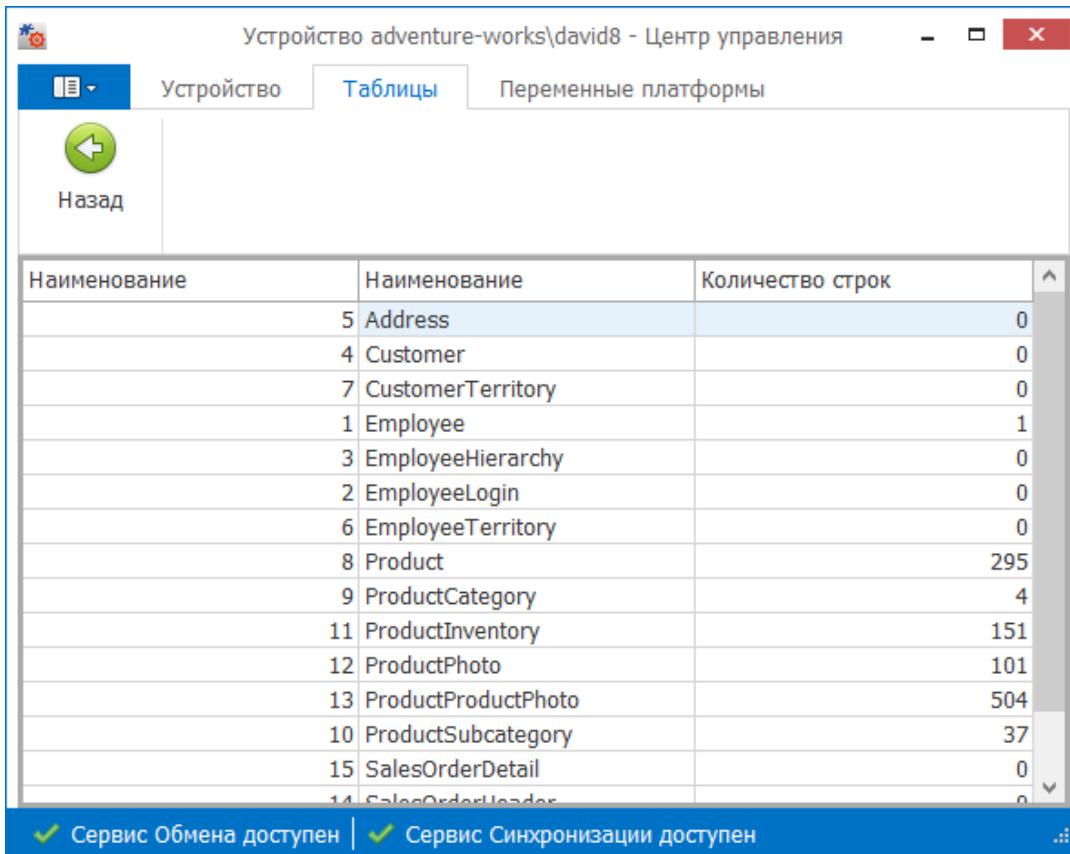 Устройство adventure-works\david8 - Центр управления
Устройство Таблицы Переменные платформы
Назад
Наименование Наименование Количество строк
5 Address 0
4 Customer 0
7 CustomerTerritory 0
1 Employee 1
3 EmployeeHierarchy 0
2 EmployeeLogin 0
6 EmployeeTerritory 0
8 Product 295
9 ProductCategory 4
11 ProductInventory 151
12 ProductPhoto 101
13 ProductProductPhoto 504
10 ProductSubcategory 37
15 SalesOrderDetail 0
14 SalesOrderHeader 0
Сервис Обмена доступен Сервис Синхронизации доступен